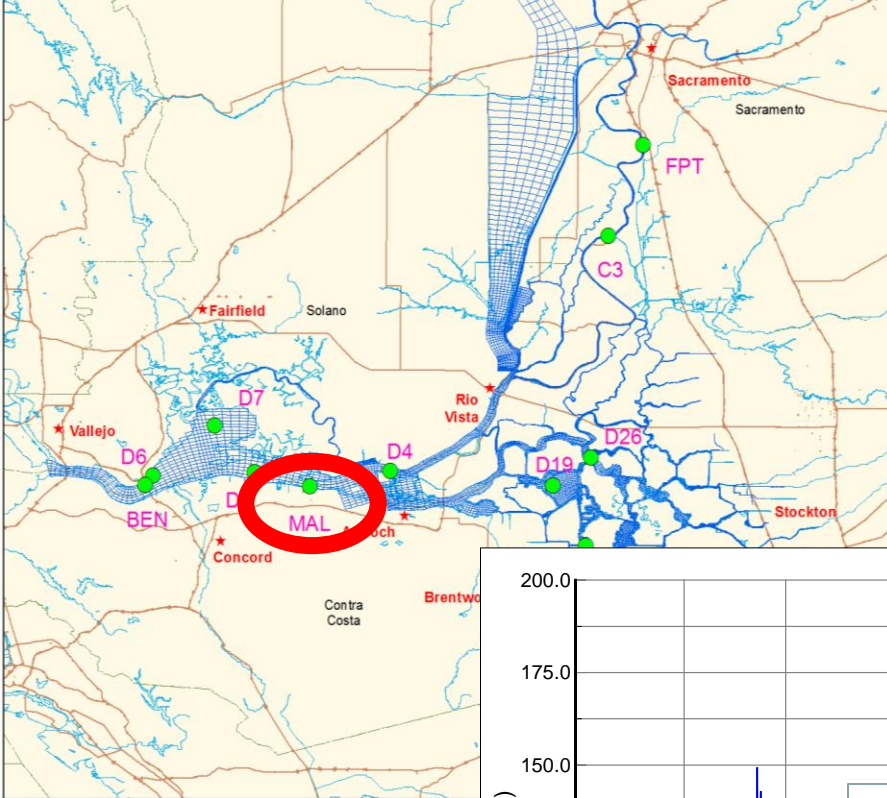 Sacramento
Sacramento
FPT
C3
Fairfield
Solano
Rio
Vista
D7
Vallejo
D4
D26
D6
D19
BEN
MAL
Stockton
Concord
Brentwo
Contra
Costa
200.0
175.0
150.0